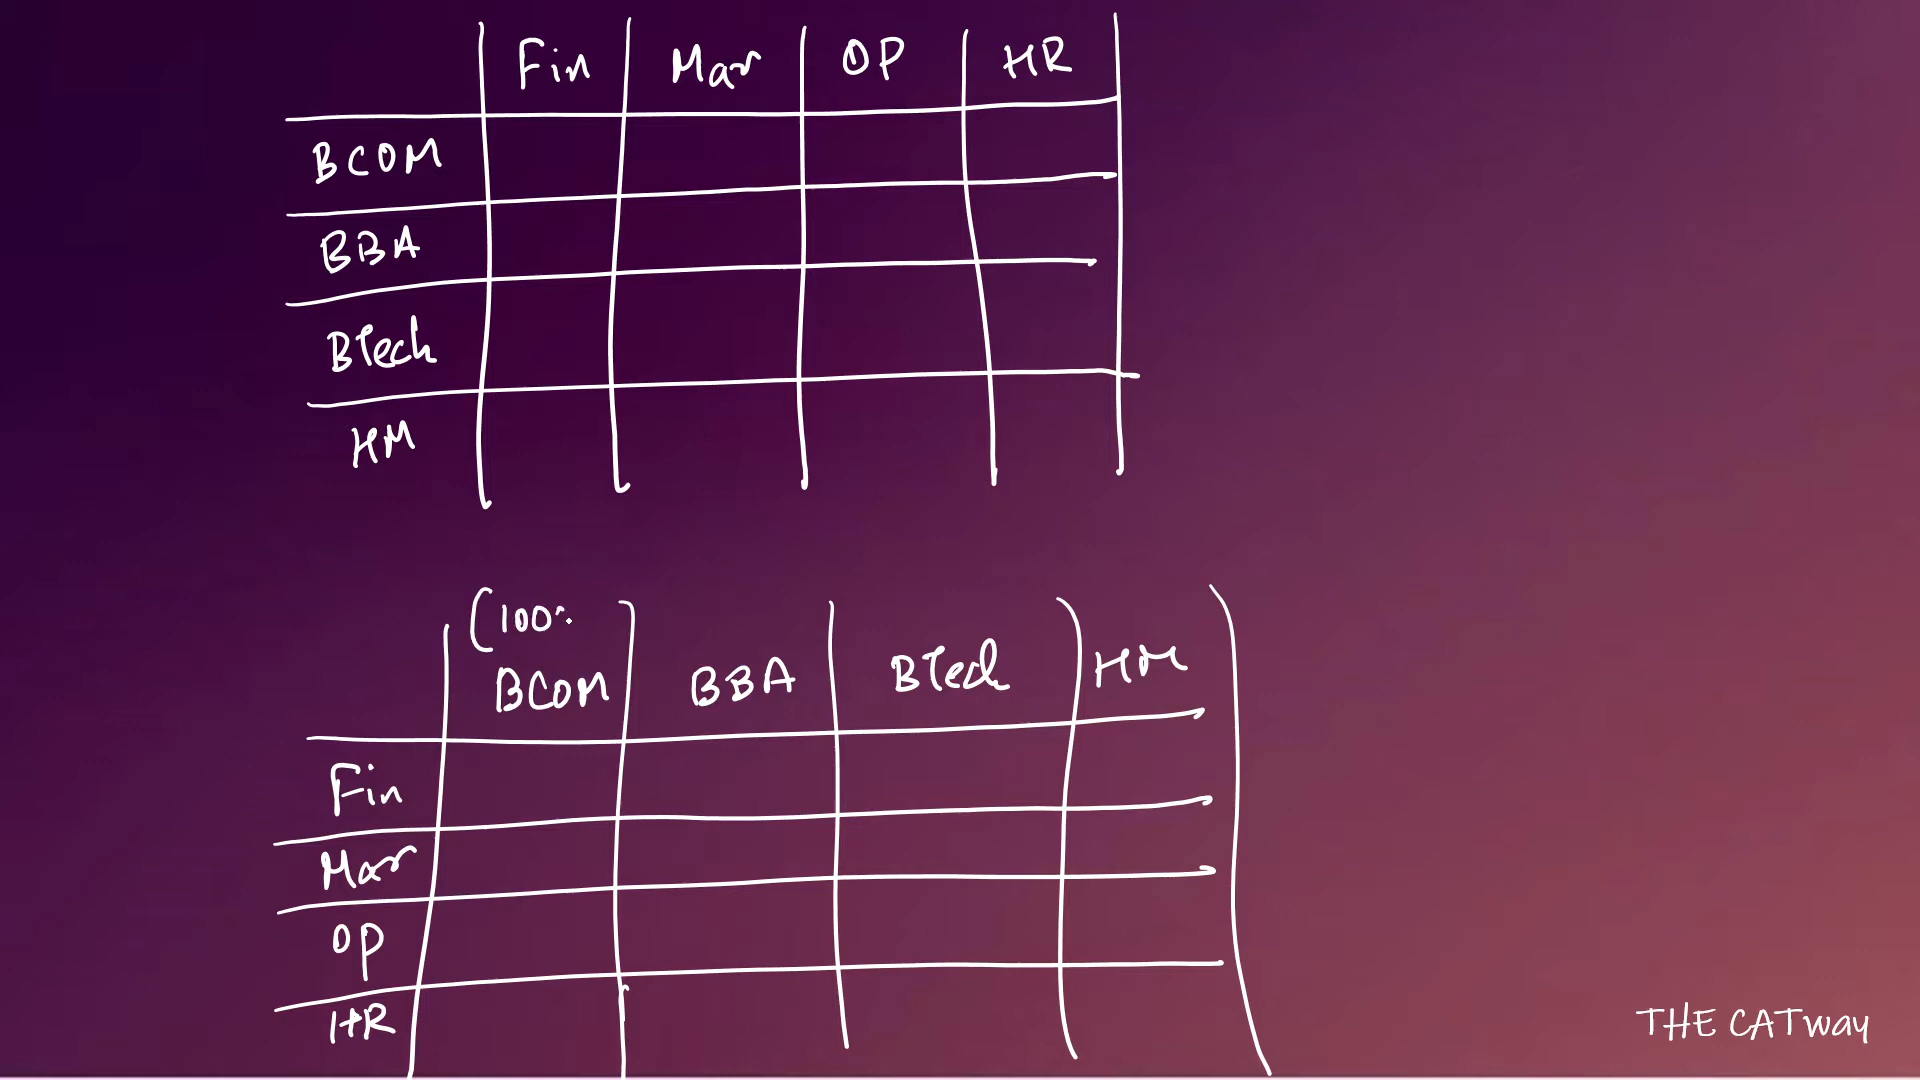 Fin Mar OP HR
BCOM
BBA
BTech
HM
(100%
BCOM BBA BTech HM
Fin
Mar
OP
HR
THE CATway